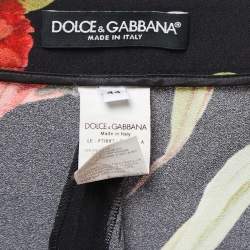 DOLCE & GABBANA®
MADE IN ITALY
44
DOLCE & GABBANA
Made in Italy